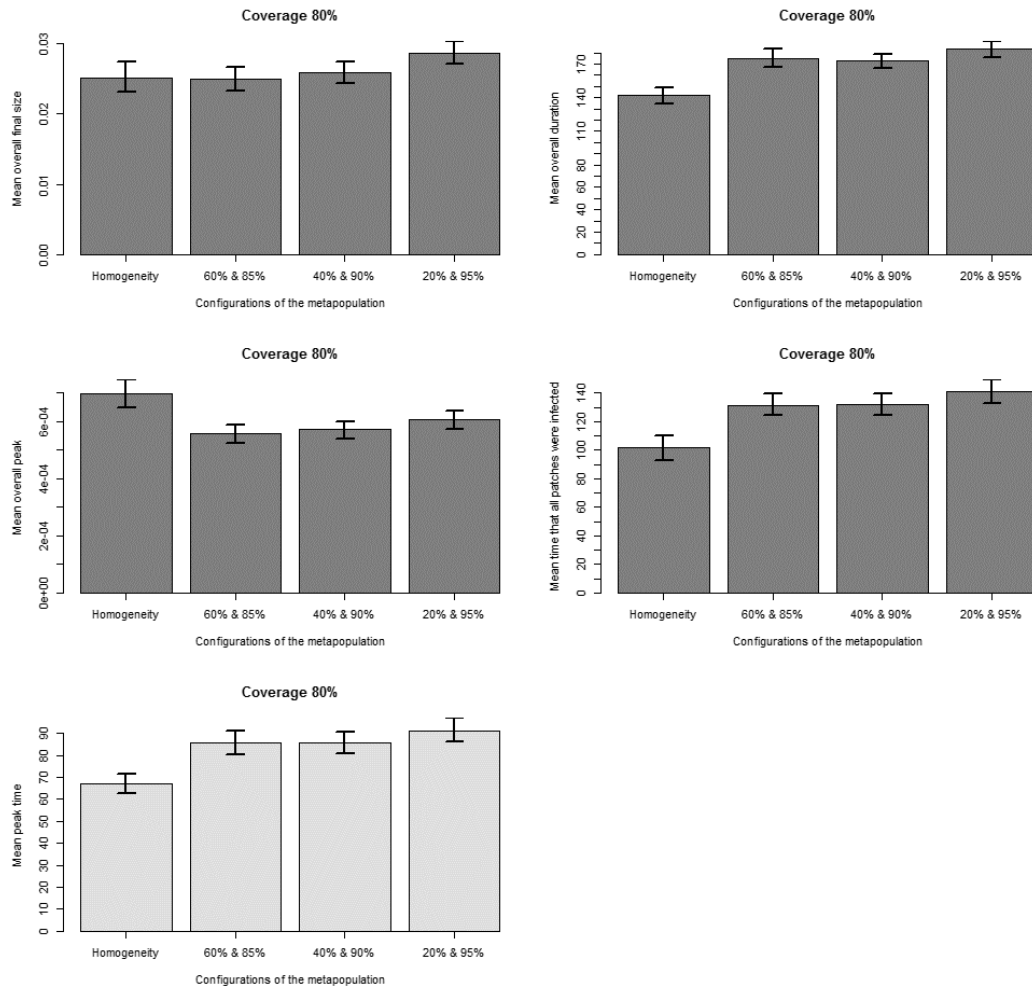 Coverage 80%
Mean overall final size
0.03
0.02
0.01
0.00
Homogeneity 60% & 85% 40% & 90% 20% & 95%
Configurations of the metapopulation
Coverage 80%
Mean overall duration
170
140
110
80
60
40
20
0
Homogeneity 60% & 85% 40% & 90% 20% & 95%
Configurations of the metapopulation
Coverage 80%
Mean overall peak
6e-04
4e-04
2e-04
0e+00
Homogeneity 60% & 85% 40% & 90% 20% & 95%
Configurations of the metapopulation
Coverage 80%
Mean time that all patches were infected
140
120
100
80
60
40
20
0
Homogeneity 60% & 85% 40% & 90% 20% & 95%
Configurations of the metapopulation
Coverage 80%
Mean peak time
90
80
70
60
50
40
30
20
10
0
Homogeneity 60% & 85% 40% & 90% 20% & 95%
Configurations of the metapopulation